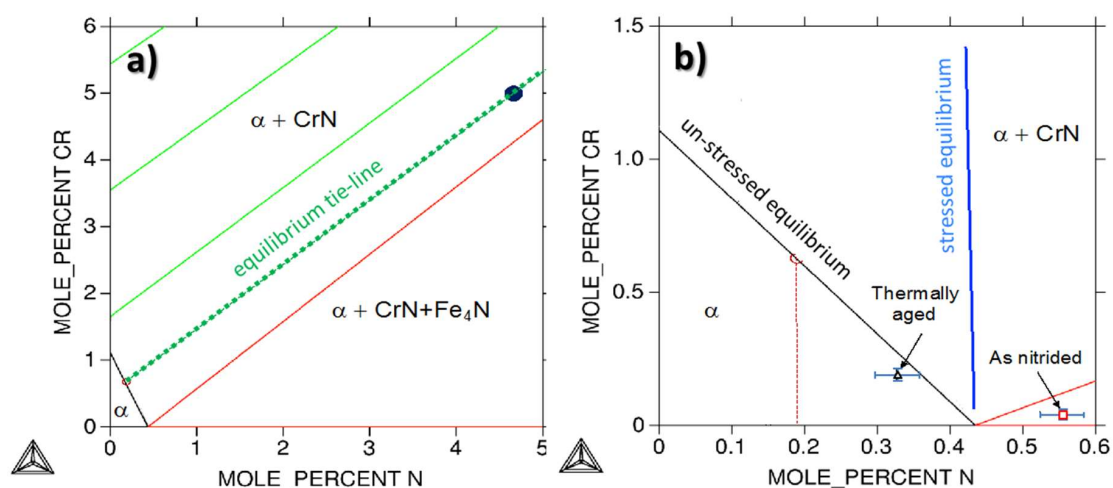 a)
6
5
4
3
2
1
0
MOLE_PERCENT CR
α + CrN
equilibrium tie-line
α + CrN+Fe₄N
α
0
1
2
3
4
5
MOLE_PERCENT N
b)
1.5
1.0
0.5
0
MOLE_PERCENT CR
un-stressed equilibrium
stressed equilibrium
α + CrN
α
Thermally
aged
As nitrided
0
0.1
0.2
0.3
0.4
0.5
0.6
MOLE_PERCENT N